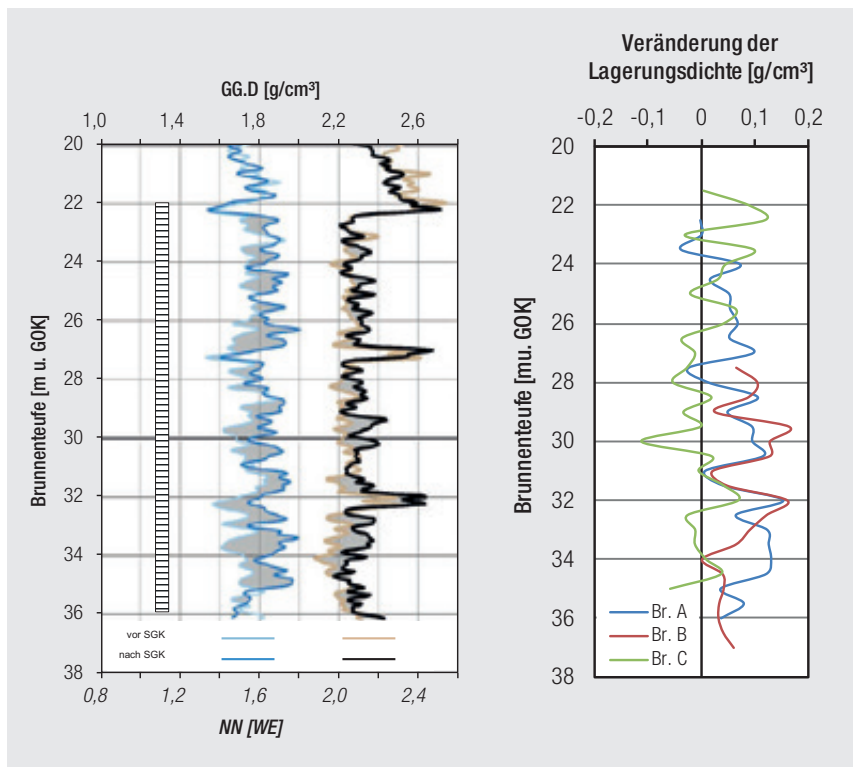 GG.D [g/cm³]
1,0 1,4 1,8 2,2 2,6
Brunnenteufe [m u. GOK]
20
22
24
26
28
30
32
34
36
38
vor SGK
nach SGK
0,8 1,2 1,6 2,0 2,4
NN [WE]
Veränderung der
Lagerungsdichte [g/cm³]
-0,2 -0,1 0 0,1 0,2
Brunnenteufe [mu. GOK]
20
22
24
26
28
30
32
34
36
38
Br. A
Br. B
Br. C